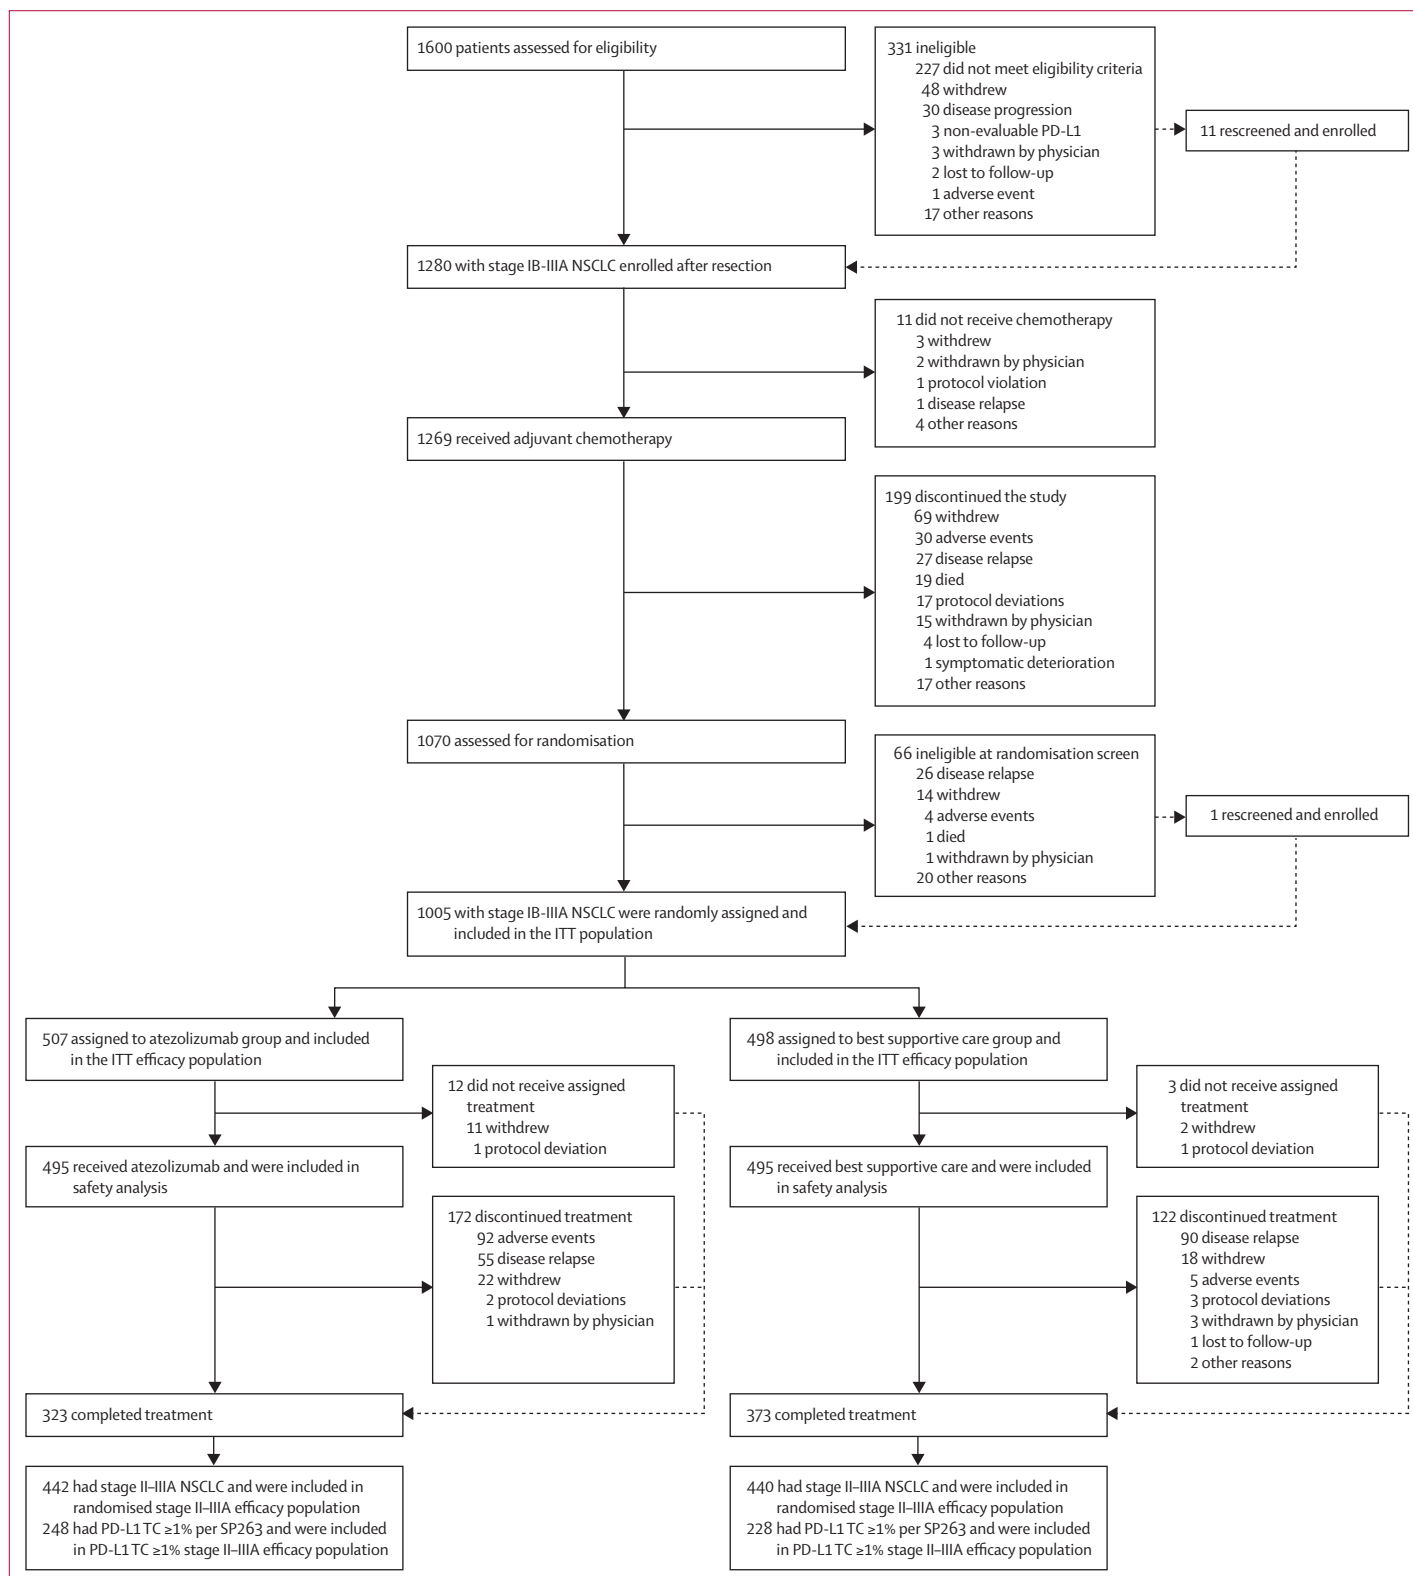 1600 patients assessed for eligibility
331 ineligible
227 did not meet eligibility criteria
48 withdrew
30 disease progression
3 non-evaluable PD-L1
3 withdrawn by physician
2 lost to follow-up
1 adverse event
17 other reasons
11 rescreened and enrolled
1280 with stage IB-IIIA NSCLC enrolled after resection
11 did not receive chemotherapy
3 withdrew
2 withdrawn by physician
1 protocol violation
1 disease relapse
4 other reasons
1269 received adjuvant chemotherapy
199 discontinued the study
69 withdrew
30 adverse events
27 disease relapse
19 died
17 protocol deviations
15 withdrawn by physician
4 lost to follow-up
1 symptomatic deterioration
17 other reasons
1070 assessed for randomisation
66 ineligible at randomisation screen
26 disease relapse
14 withdrew
4 adverse events
1 died
1 withdrawn by physician
20 other reasons
1 rescreened and enrolled
1005 with stage IB-IIIA NSCLC were randomly assigned and
included in the ITT population
507 assigned to atezolizumab group and included
in the ITT efficacy population
12 did not receive assigned
treatment
11 withdrew
1 protocol deviation
495 received atezolizumab and were included in
safety analysis
172 discontinued treatment
92 adverse events
55 disease relapse
22 withdrew
2 protocol deviations
1 withdrawn by physician
323 completed treatment
442 had stage II–IIIA NSCLC and were included in
randomised stage II–IIIA efficacy population
248 had PD-L1 TC ≥1% per SP263 and were included
in PD-L1 TC ≥1% stage II–IIIA efficacy population
498 assigned to best supportive care group and
included in the ITT efficacy population
3 did not receive assigned
treatment
2 withdrew
1 protocol deviation
495 received best supportive care and were included
in safety analysis
122 discontinued treatment
90 disease relapse
18 withdrew
5 adverse events
3 protocol deviations
3 withdrawn by physician
1 lost to follow-up
2 other reasons
373 completed treatment
440 had stage II–IIIA NSCLC and were included in
randomised stage II–IIIA efficacy population
228 had PD-L1 TC ≥1% per SP263 and were included
in PD-L1 TC ≥1% stage II–IIIA efficacy population